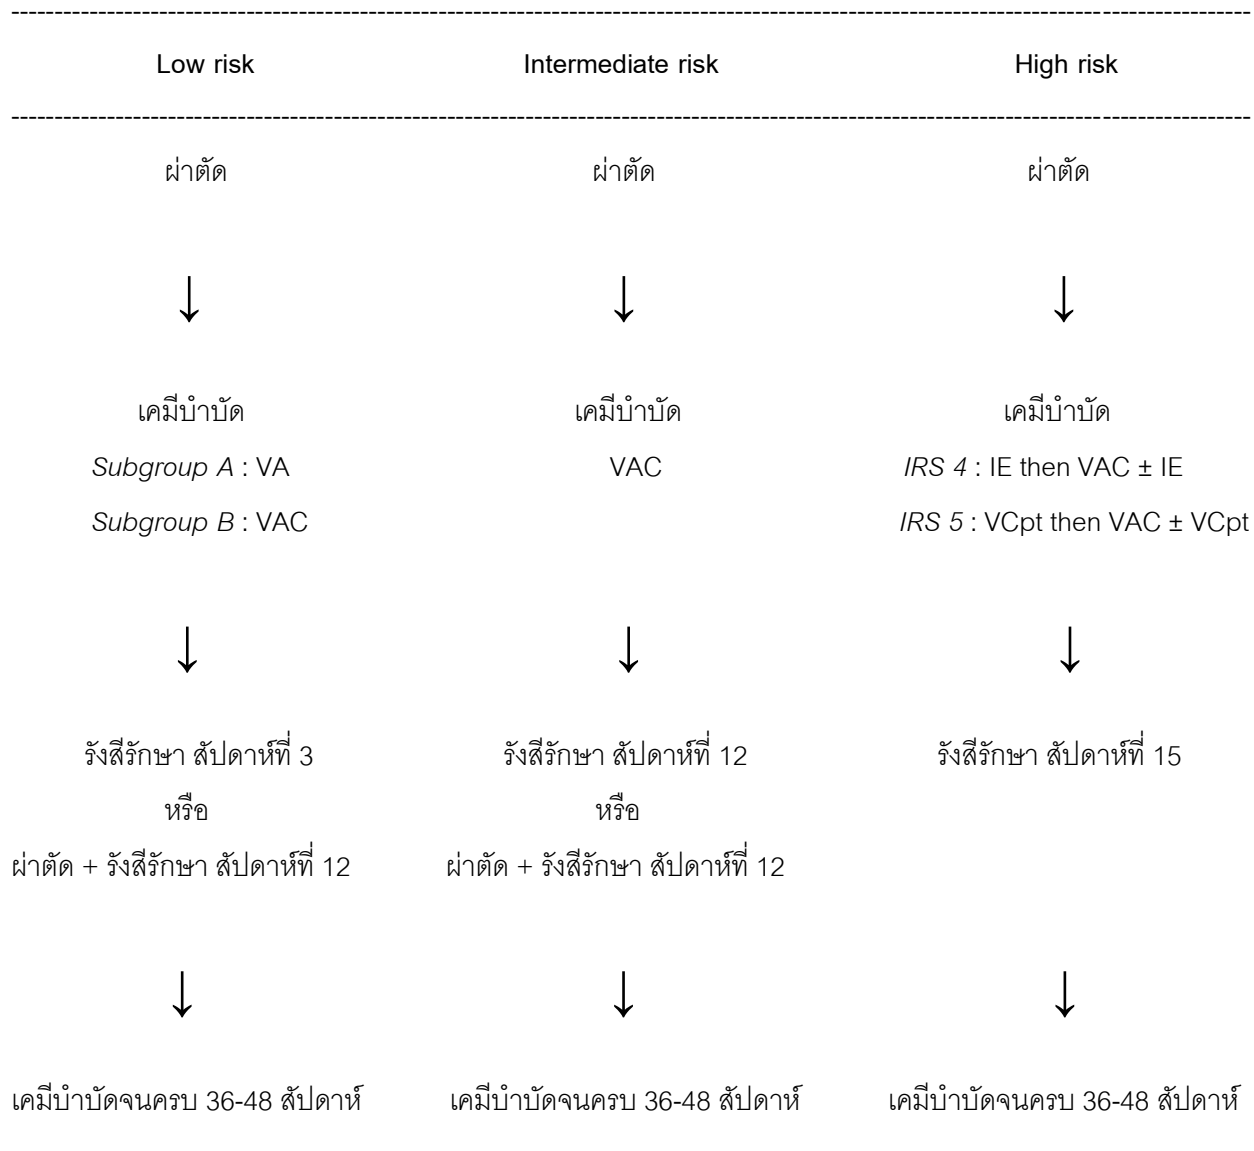 Low risk Intermediate risk High risk
ผ่าตัด ผ่าตัด ผ่าตัด
↓ ↓ ↓
เคมีบำบัด เคมีบำบัด เคมีบำบัด
Subgroup A : VA VAC IRS 4 : IE then VAC ± IE
Subgroup B : VAC IRS 5 : VCpt then VAC ± VCpt
↓ ↓ ↓
รังสีรักษา สัปดาห์ที่ 3 รังสีรักษา สัปดาห์ที่ 12 รังสีรักษา สัปดาห์ที่ 15
หรือ หรือ
ผ่าตัด + รังสีรักษา สัปดาห์ที่ 12 ผ่าตัด + รังสีรักษา สัปดาห์ที่ 12
↓ ↓ ↓
เคมีบำบัดจนครบ 36-48 สัปดาห์ เคมีบำบัดจนครบ 36-48 สัปดาห์ เคมีบำบัดจนครบ 36-48 สัปดาห์